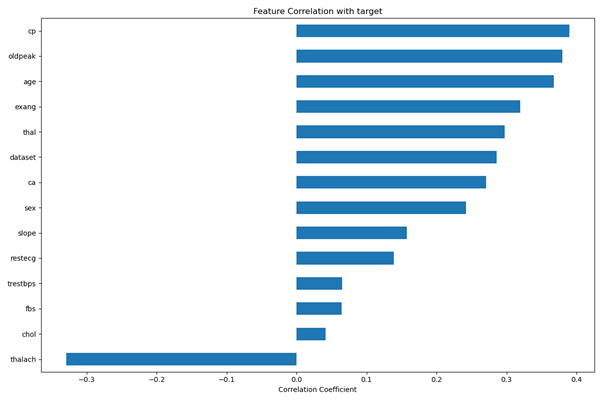 Feature Correlation with target
cp
oldpeak
age
exang
thal
dataset
ca
sex
slope
restecg
trestbps
fbs
chol
thalach
−0.3 −0.2 −0.1 0.0 0.1 0.2 0.3 0.4
Correlation Coefficient